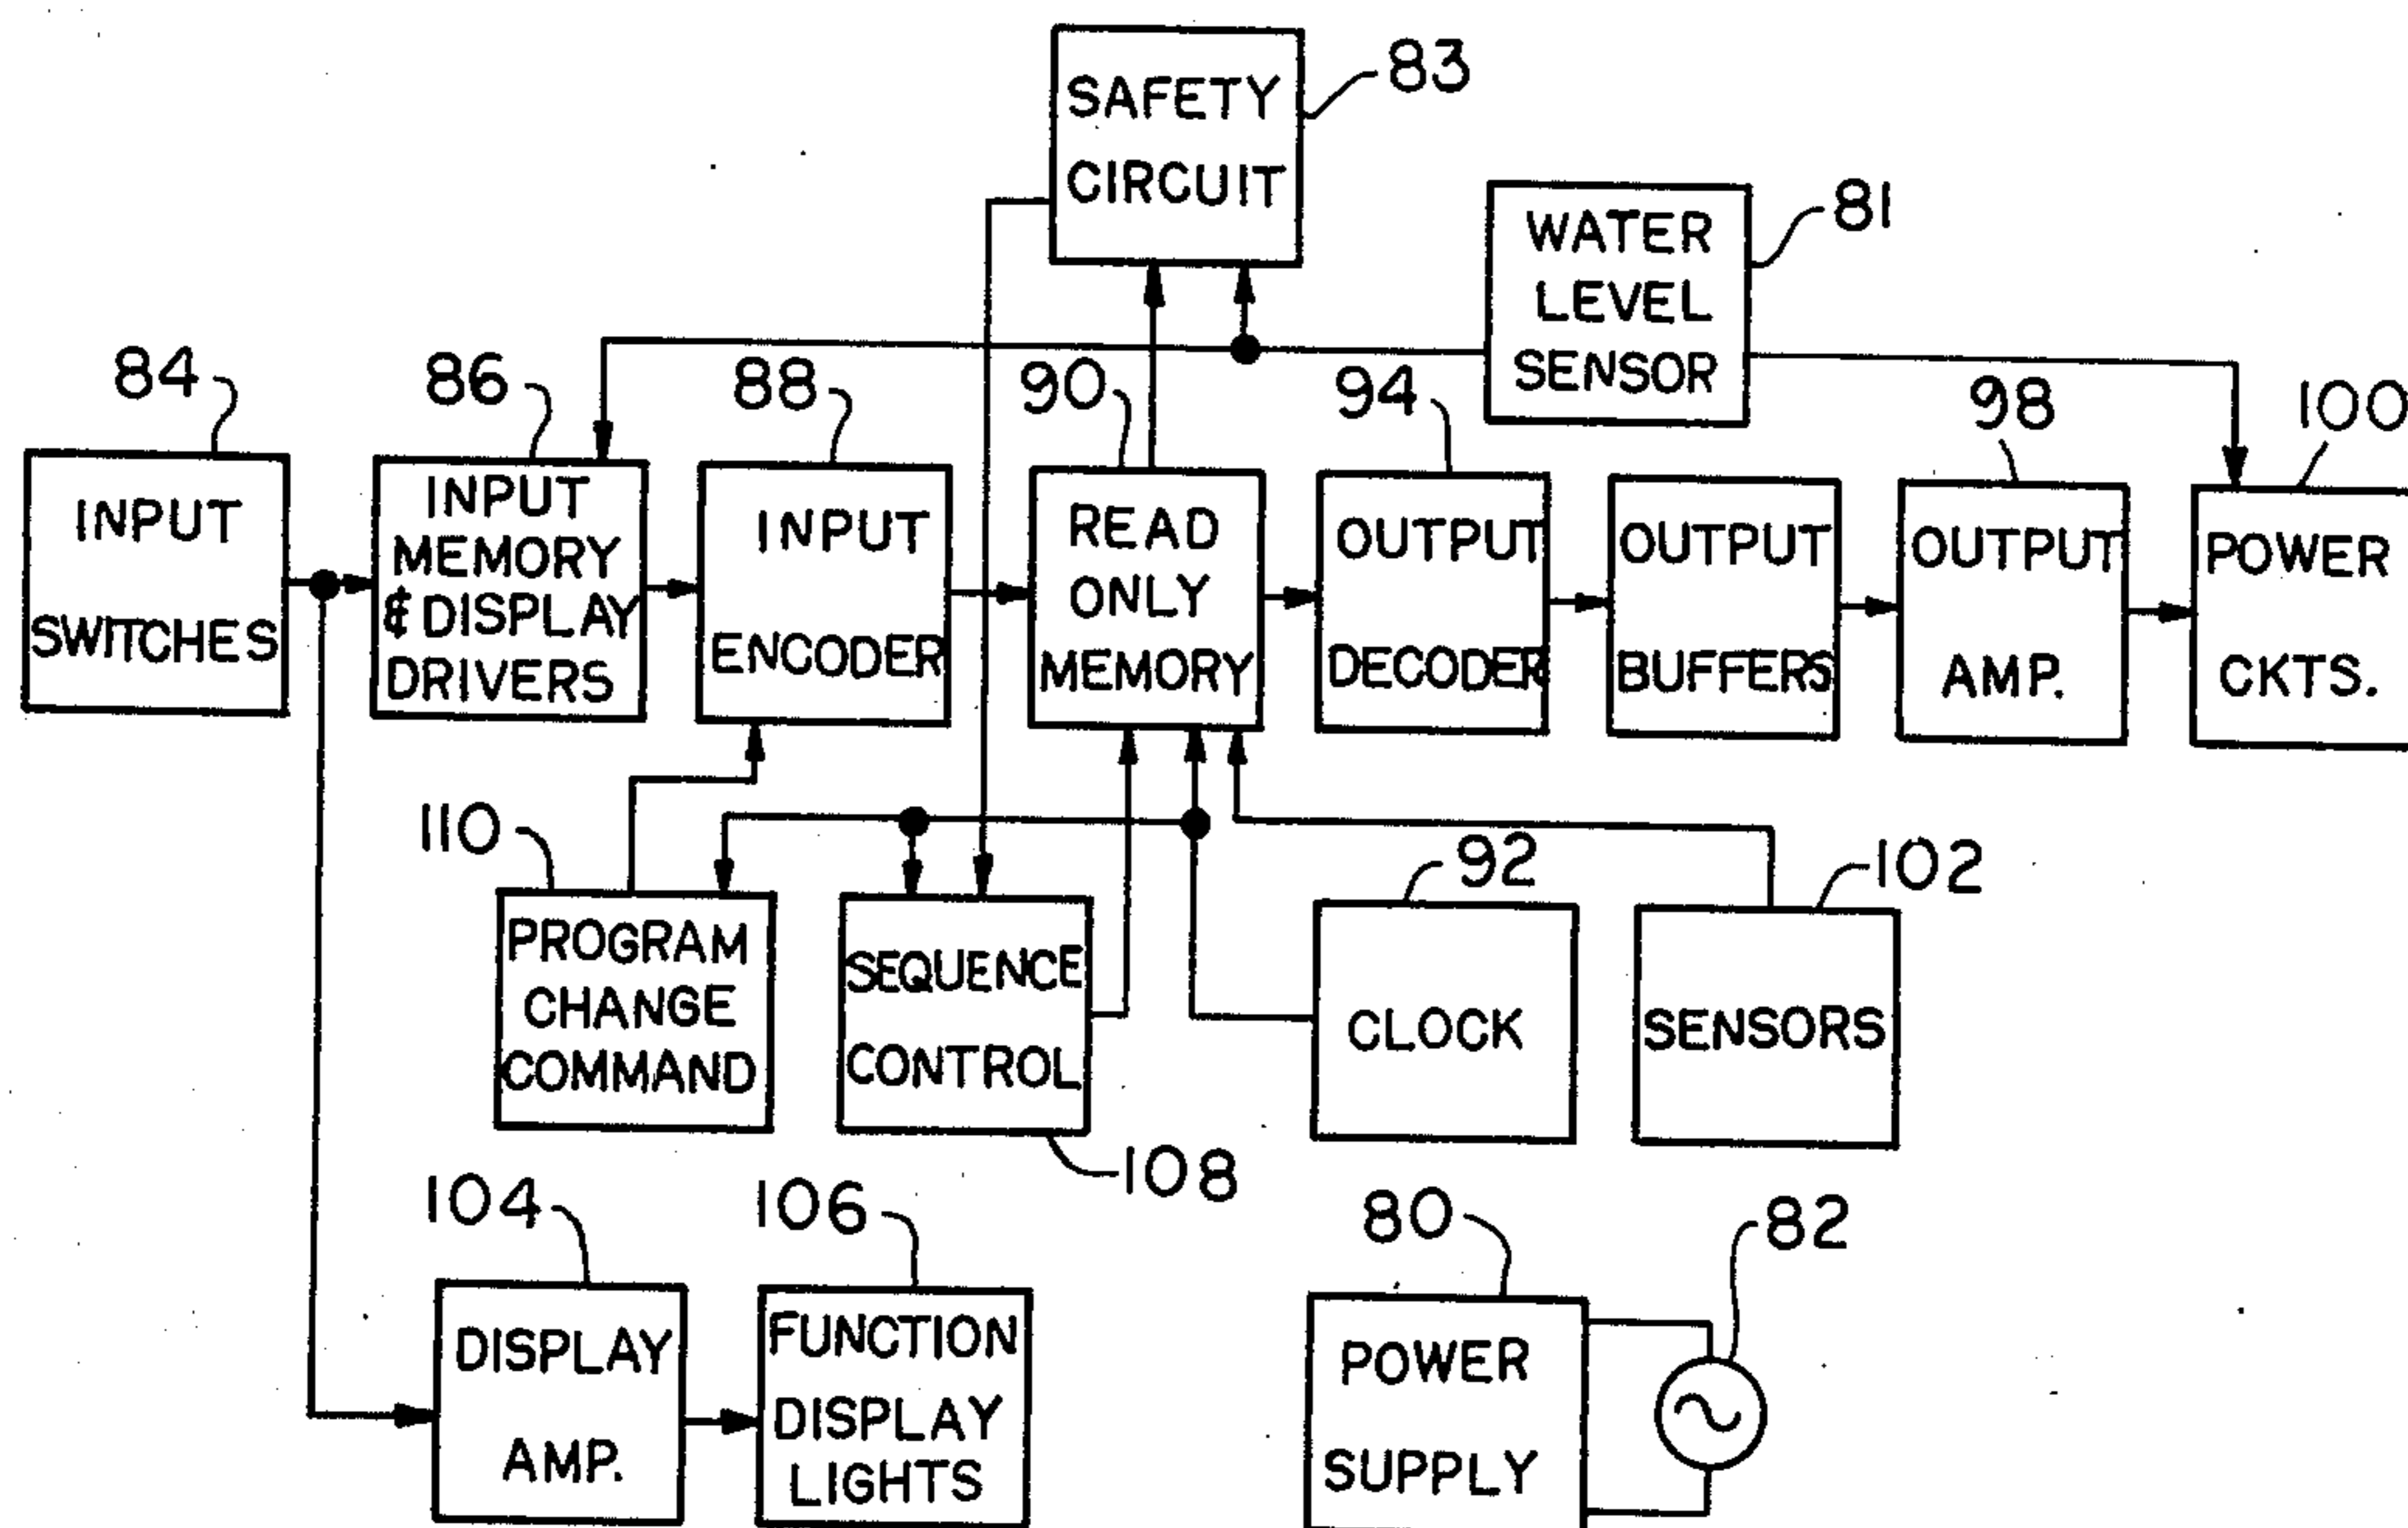 SAFETY
CIRCUIT
83
WATER
LEVEL
SENSOR
81
84
86
88
90
94
98
100
INPUT
SWITCHES
INPUT
MEMORY
& DISPLAY
DRIVERS
INPUT
ENCODER
READ
ONLY
MEMORY
OUTPUT
DECODER
OUTPUT
BUFFERS
OUTPUT
AMP.
POWER
CKTS.
110
92
102
PROGRAM
CHANGE
COMMAND
SEQUENCE
CONTROL
CLOCK
SENSORS
108
104
106
80
82
DISPLAY
AMP.
FUNCTION
DISPLAY
LIGHTS
POWER
SUPPLY